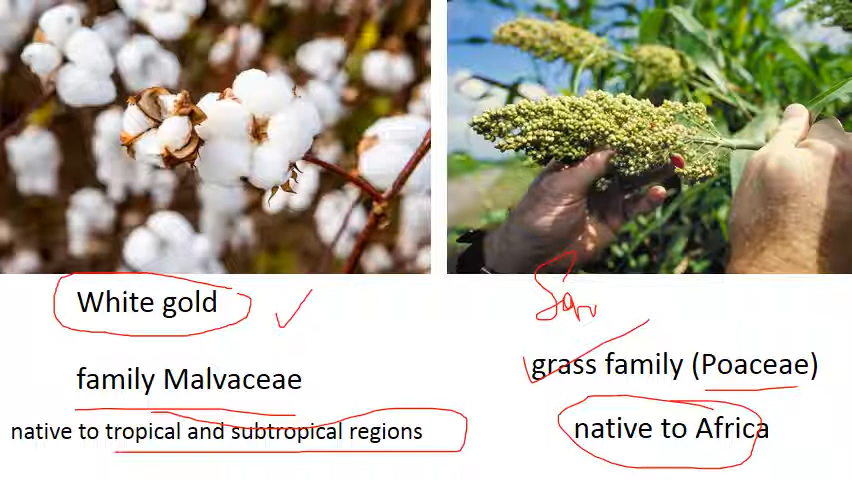 White gold
family Malvaceae
native to tropical and subtropical regions
grass family (Poaceae)
native to Africa